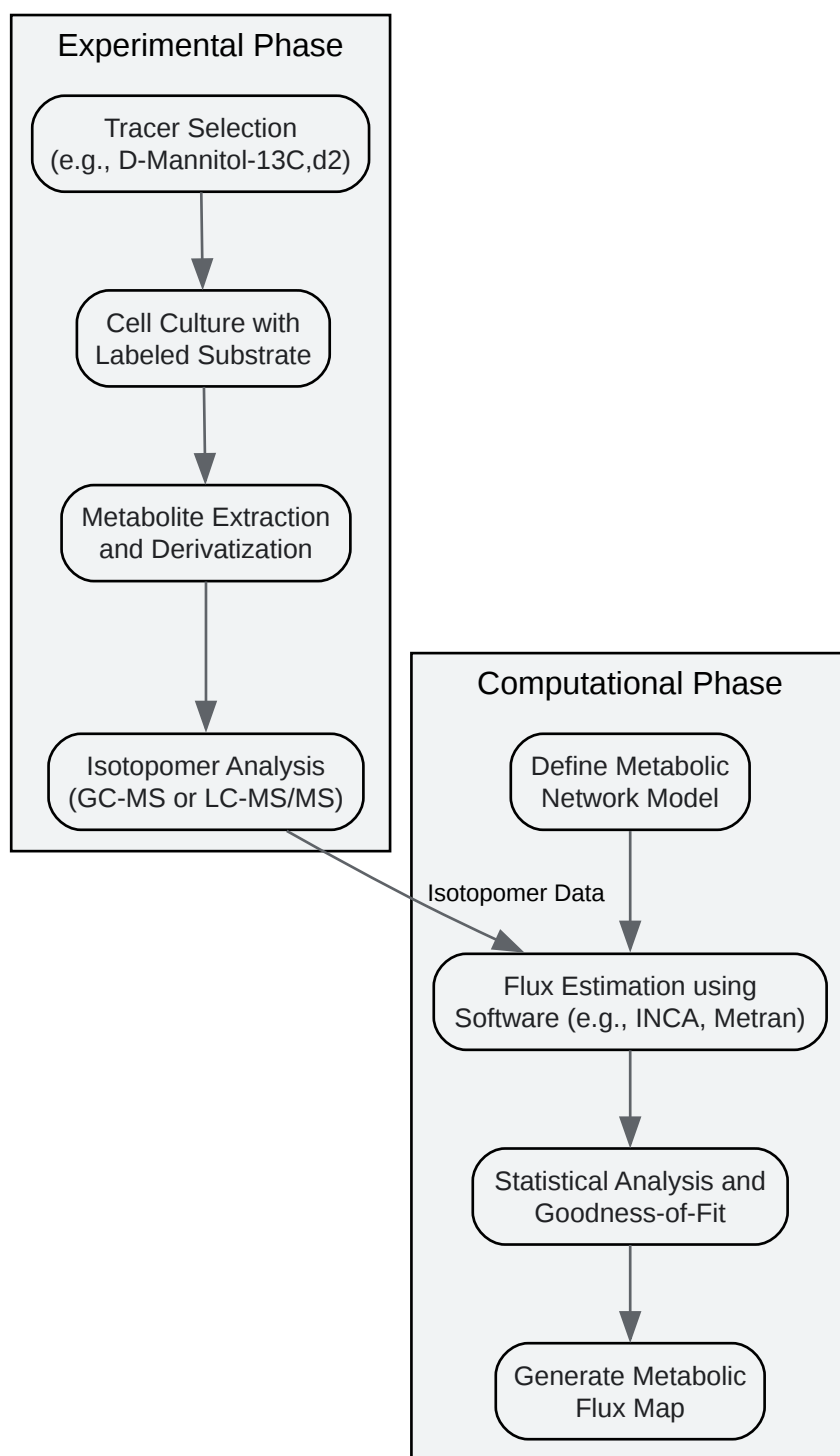 Experimental Phase
Tracer Selection
(e.g., D-Mannitol-13C,d2)
Cell Culture with
Labeled Substrate
Metabolite Extraction
and Derivatization
Isotopomer Analysis
(GC-MS or LC-MS/MS)
Computational Phase
Define Metabolic
Network Model
Isotopomer Data
Flux Estimation using
Software (e.g., INCA, Metran)
Statistical Analysis and
Goodness-of-Fit
Generate Metabolic
Flux Map